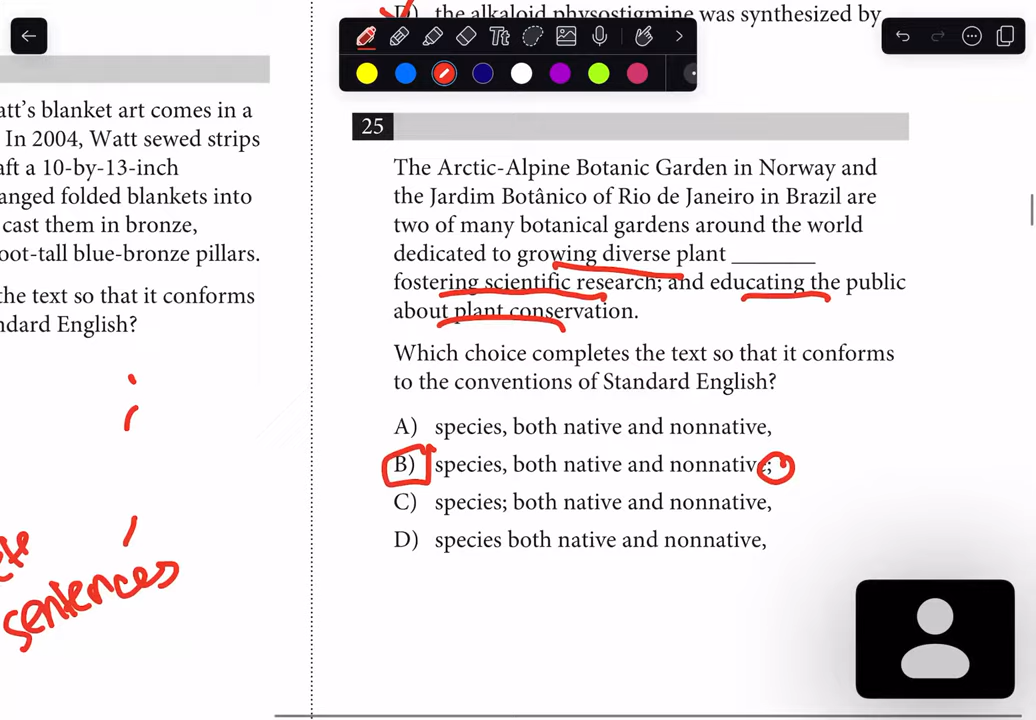 D) the alkaloid physostigmine was synthesized by
Tt
att's blanket art comes in a
In 2004, Watt sewed strips
aft a 10-by-13-inch
anged folded blankets into
cast them in bronze,
oot-tall blue-bronze pillars.
the text so that it conforms
ndard English?
sentences
25
The Arctic-Alpine Botanic Garden in Norway and
the Jardim Botânico of Rio de Janeiro in Brazil are
two of many botanical gardens around the world
dedicated to growing diverse plant _______
fostering scientific research; and educating the public
about plant conservation.
Which choice completes the text so that it conforms
to the conventions of Standard English?
A) species, both native and nonnative,
B) species, both native and nonnative;
C) species; both native and nonnative,
D) species both native and nonnative,